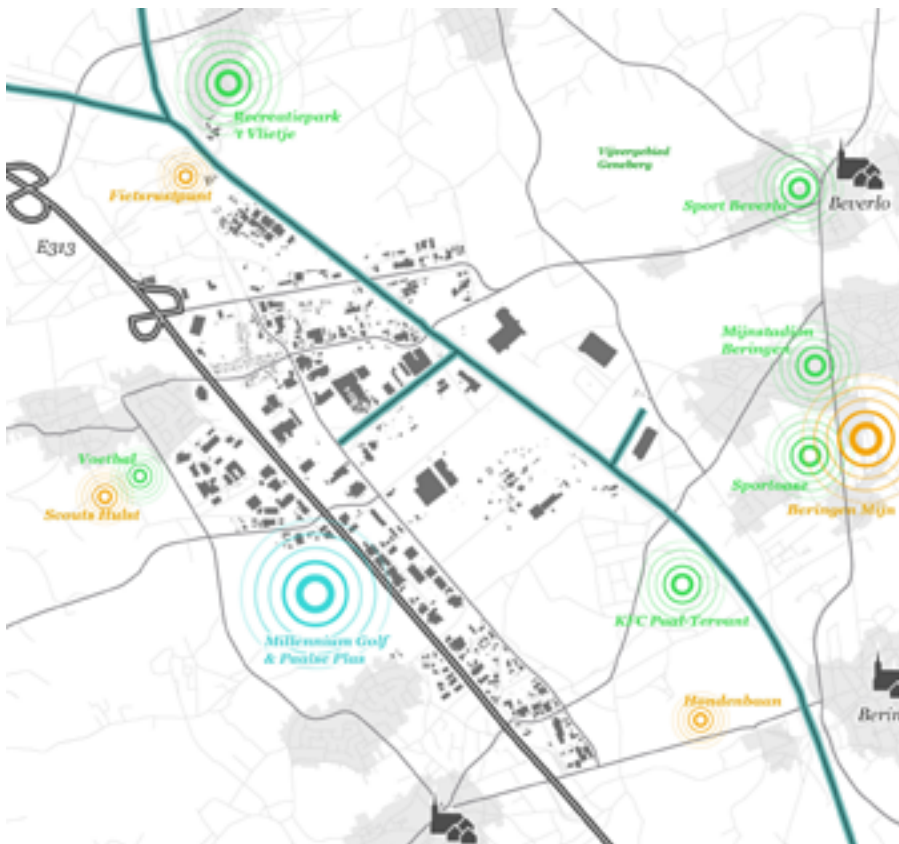 Recreatiepark
't Vlietje
Vijvergebied
Geneberg
Fietsrustpunt
Sport Beverlo
Beverlo
E313
Mijnstadion
Beringen
Voetbal
Scouts Hulst
Sportoase
Beringen Mijn
Millennium Golf
& Paalse Plas
KFC Paal-Tervant
Hondenbaan
Berin